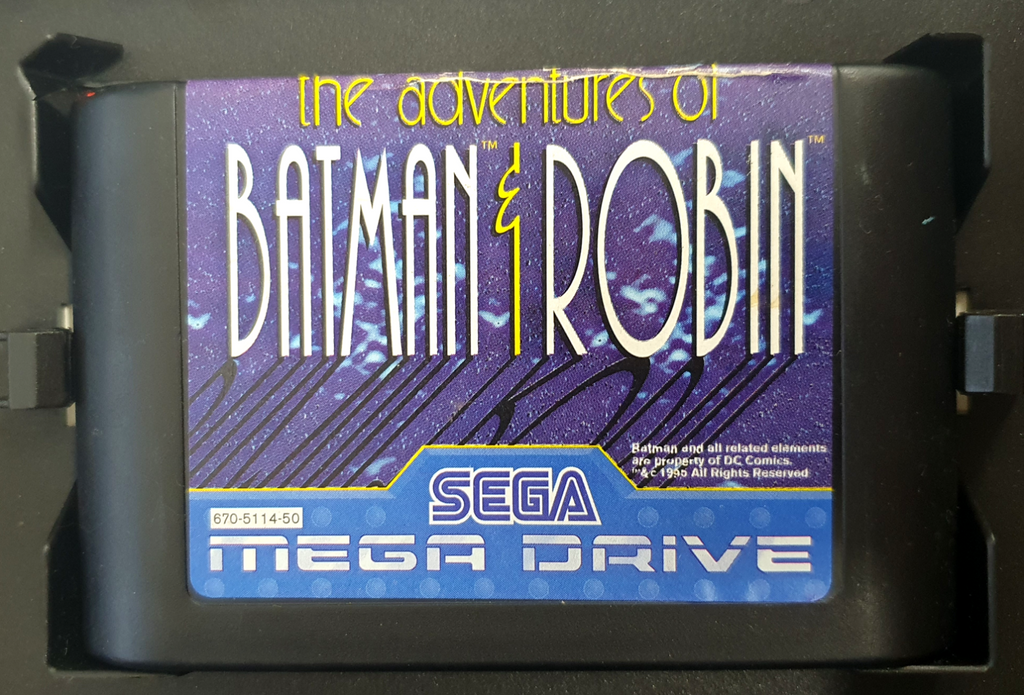 the adventures of
BATMAN™ & ROBIN™
Batman and all related elements
are property of DC Comics.
™& c 1995 All Rights Reserved
SEGA
670-5114-50
MEGA DRIVE